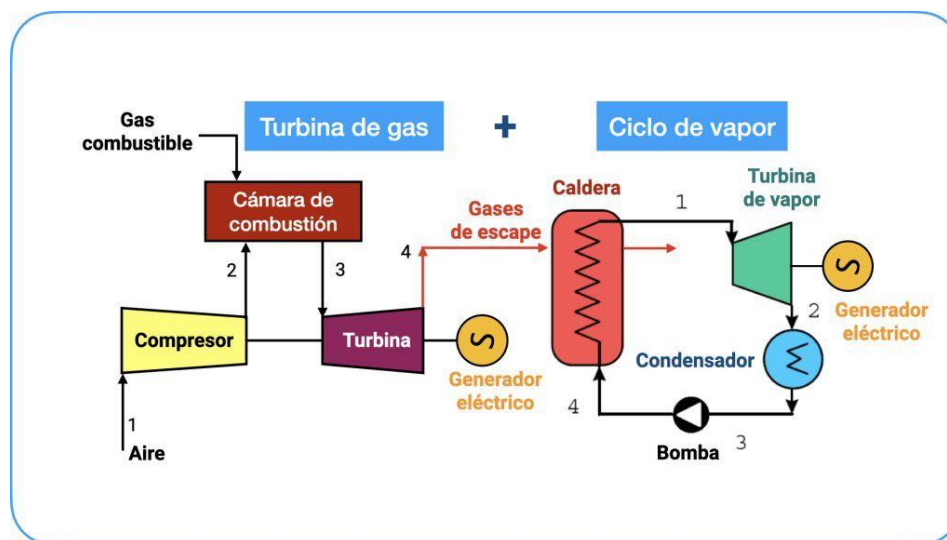 Turbina de gas
+
Ciclo de vapor
Gas
combustible
Cámara de
combustión
Gases
de escape
Caldera
1
Turbina
de vapor
2
3
4
Compresor
Turbina
Generador
eléctrico
1
Aire
2
Generador
eléctrico
Condensador
4
Bomba
3